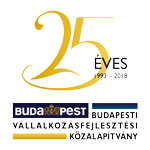 25
ÉVES
1993 – 2018
BUDAPEST BUDAPESTI
VÁLLALKOZÁSFEJLESZTÉSI
KÖZALAPÍTVÁNY